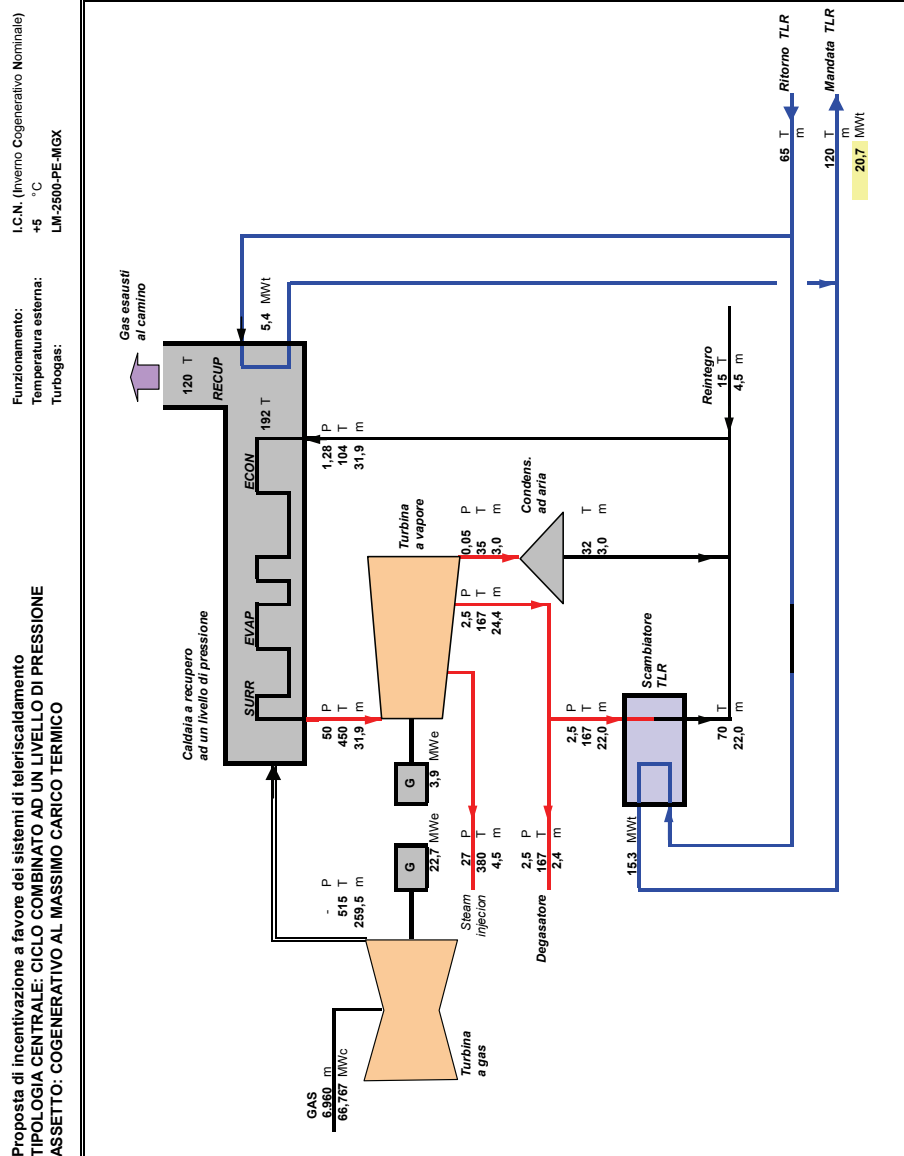 Proposta di incentivazione a favore dei sistemi di teleriscaldamento
TIPOLOGIA CENTRALE: CICLO COMBINATO AD UN LIVELLO DI PRESSIONE
ASSETTO: COGENERATIVO AL MASSIMO CARICO TERMICO
Funzionamento:
I.C.N. (Inverno Cogenerativo Nominale)
Temperatura esterna:
+5 °C
Turbogas:
LM-2500-PE-MGX
Gas esausti
al camino
120 T
RECUP
5,4 MWt
192 T
ECON
EVAP
SURR
Caldaia a recupero
ad un livello di pressione
- P
515 T
259,5 m
50 P
450 T
31,9 m
1,28 P
104 T
31,9 m
GAS
6.960 m
66,767 MWc
Turbina
a gas
G
22,7 MWe
G
3,9 MWe
Turbina
a vapore
0,05 P
35 T
3,0 m
Condens.
ad aria
32 T
3,0 m
2,5 P
167 T
24,4 m
Reintegro
15 T
4,5 m
Steam
injecion
27 P
380 T
4,5 m
Degasatore
2,5 P
167 T
2,4 m
2,5 P
167 T
22,0 m
Scambiatore
TLR
15,3 MWt
70 T
22,0 m
Ritorno TLR
65 T
m
Mandata TLR
120 T
m
20,7 MWt